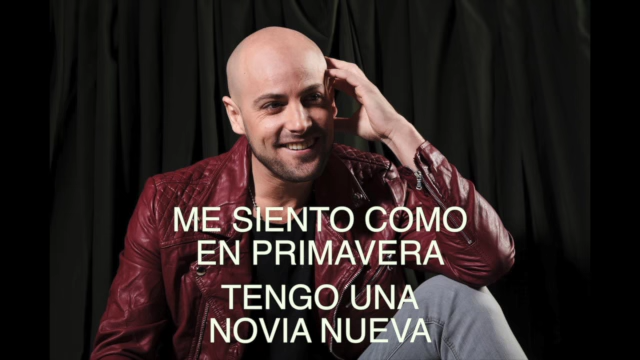 ME SIENTO COMO
EN PRIMAVERA
TENGO UNA
NOVIA NUEVA